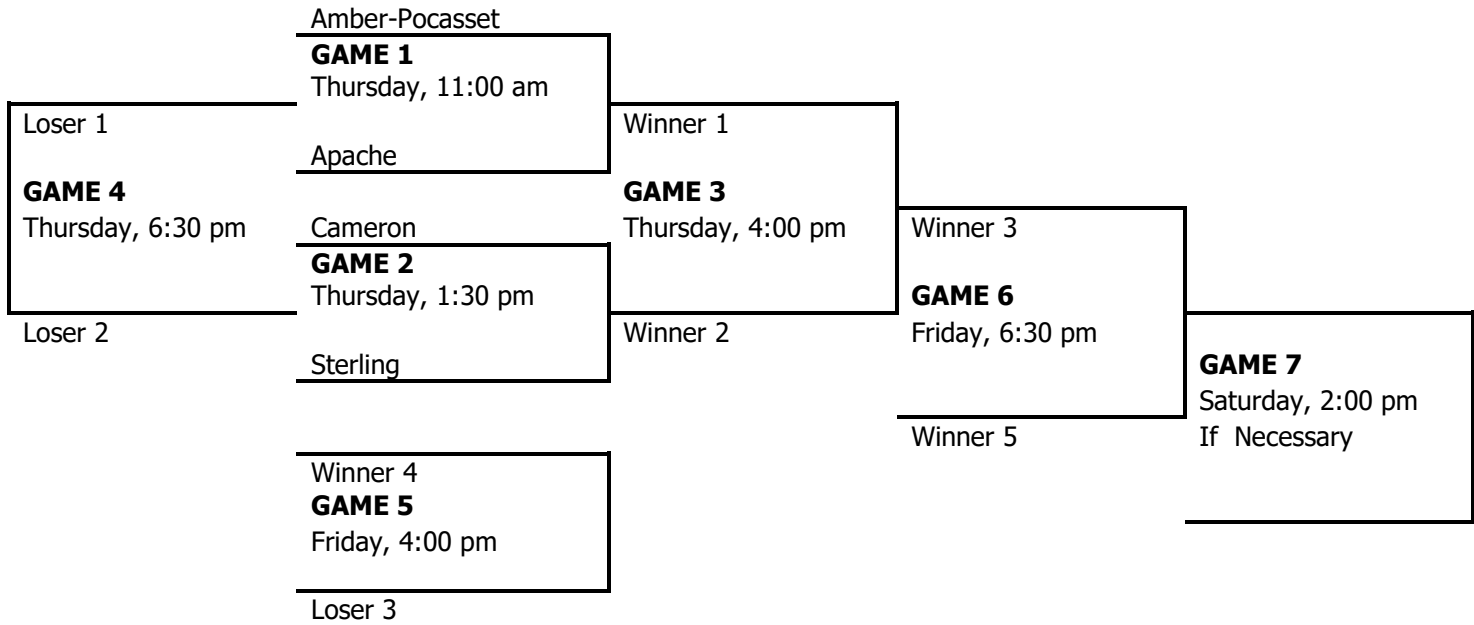 Amber-Pocasset
GAME 1
Thursday, 11:00 am
Loser 1
Winner 1
Apache
GAME 4
GAME 3
Thursday, 6:30 pm
Cameron
Thursday, 4:00 pm
Winner 3
GAME 2
Thursday, 1:30 pm
GAME 6
Loser 2
Winner 2
Friday, 6:30 pm
Sterling
GAME 7
Saturday, 2:00 pm
Winner 5
If Necessary
Winner 4
GAME 5
Friday, 4:00 pm
Loser 3